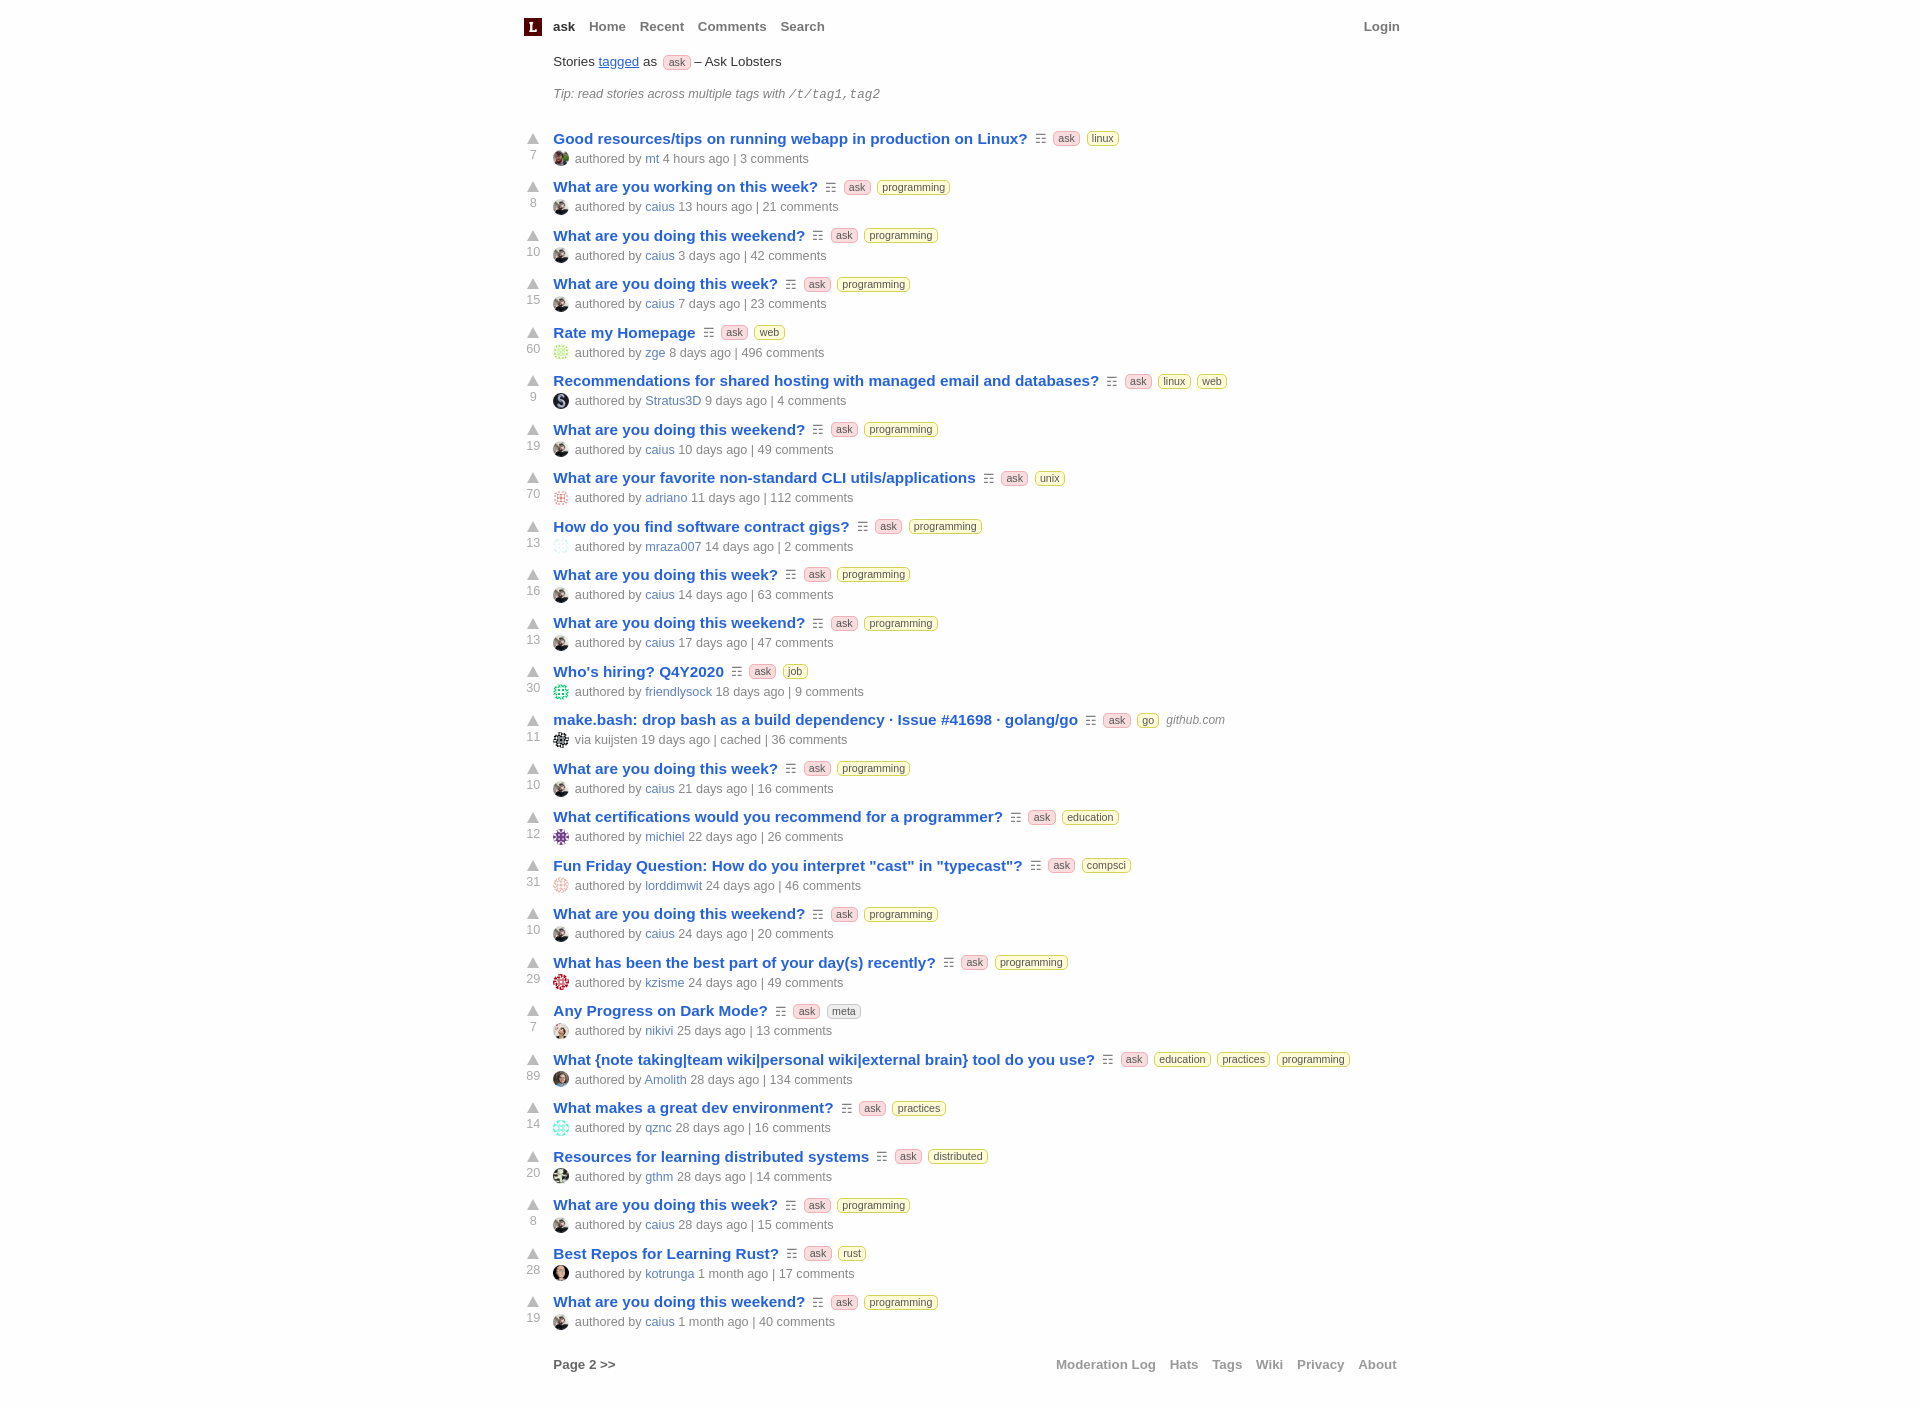 L ask Home Recent Comments Search Login
Stories tagged as ask – Ask Lobsters
Tip: read stories across multiple tags with /t/tag1,tag2
Good resources/tips on running webapp in production on Linux? ☶ ask linux
7 authored by mt 4 hours ago | 3 comments
What are you working on this week? ☶ ask programming
8 authored by caius 13 hours ago | 21 comments
What are you doing this weekend? ☶ ask programming
10 authored by caius 3 days ago | 42 comments
What are you doing this week? ☶ ask programming
15 authored by caius 7 days ago | 23 comments
Rate my Homepage ☶ ask web
60 authored by zge 8 days ago | 496 comments
Recommendations for shared hosting with managed email and databases? ☶ ask linux web
9 authored by Stratus3D 9 days ago | 4 comments
What are you doing this weekend? ☶ ask programming
19 authored by caius 10 days ago | 49 comments
What are your favorite non-standard CLI utils/applications ☶ ask unix
70 authored by adriano 11 days ago | 112 comments
How do you find software contract gigs? ☶ ask programming
13 authored by mraza007 14 days ago | 2 comments
What are you doing this week? ☶ ask programming
16 authored by caius 14 days ago | 63 comments
What are you doing this weekend? ☶ ask programming
13 authored by caius 17 days ago | 47 comments
Who's hiring? Q4Y2020 ☶ ask job
30 authored by friendlysock 18 days ago | 9 comments
make.bash: drop bash as a build dependency · Issue #41698 · golang/go ☶ ask go github.com
11 via kuijsten 19 days ago | cached | 36 comments
What are you doing this week? ☶ ask programming
10 authored by caius 21 days ago | 16 comments
What certifications would you recommend for a programmer? ☶ ask education
12 authored by michiel 22 days ago | 26 comments
Fun Friday Question: How do you interpret "cast" in "typecast"? ☶ ask compsci
31 authored by lorddimwit 24 days ago | 46 comments
What are you doing this weekend? ☶ ask programming
10 authored by caius 24 days ago | 20 comments
What has been the best part of your day(s) recently? ☶ ask programming
29 authored by kzisme 24 days ago | 49 comments
Any Progress on Dark Mode? ☶ ask meta
7 authored by nikivi 25 days ago | 13 comments
What {note taking|team wiki|personal wiki|external brain} tool do you use? ☶ ask education practices programming
89 authored by Amolith 28 days ago | 134 comments
What makes a great dev environment? ☶ ask practices
14 authored by qznc 28 days ago | 16 comments
Resources for learning distributed systems ☶ ask distributed
20 authored by gthm 28 days ago | 14 comments
What are you doing this week? ☶ ask programming
8 authored by caius 28 days ago | 15 comments
Best Repos for Learning Rust? ☶ ask rust
28 authored by kotrunga 1 month ago | 17 comments
What are you doing this weekend? ☶ ask programming
19 authored by caius 1 month ago | 40 comments
Page 2 >> Moderation Log Hats Tags Wiki Privacy About